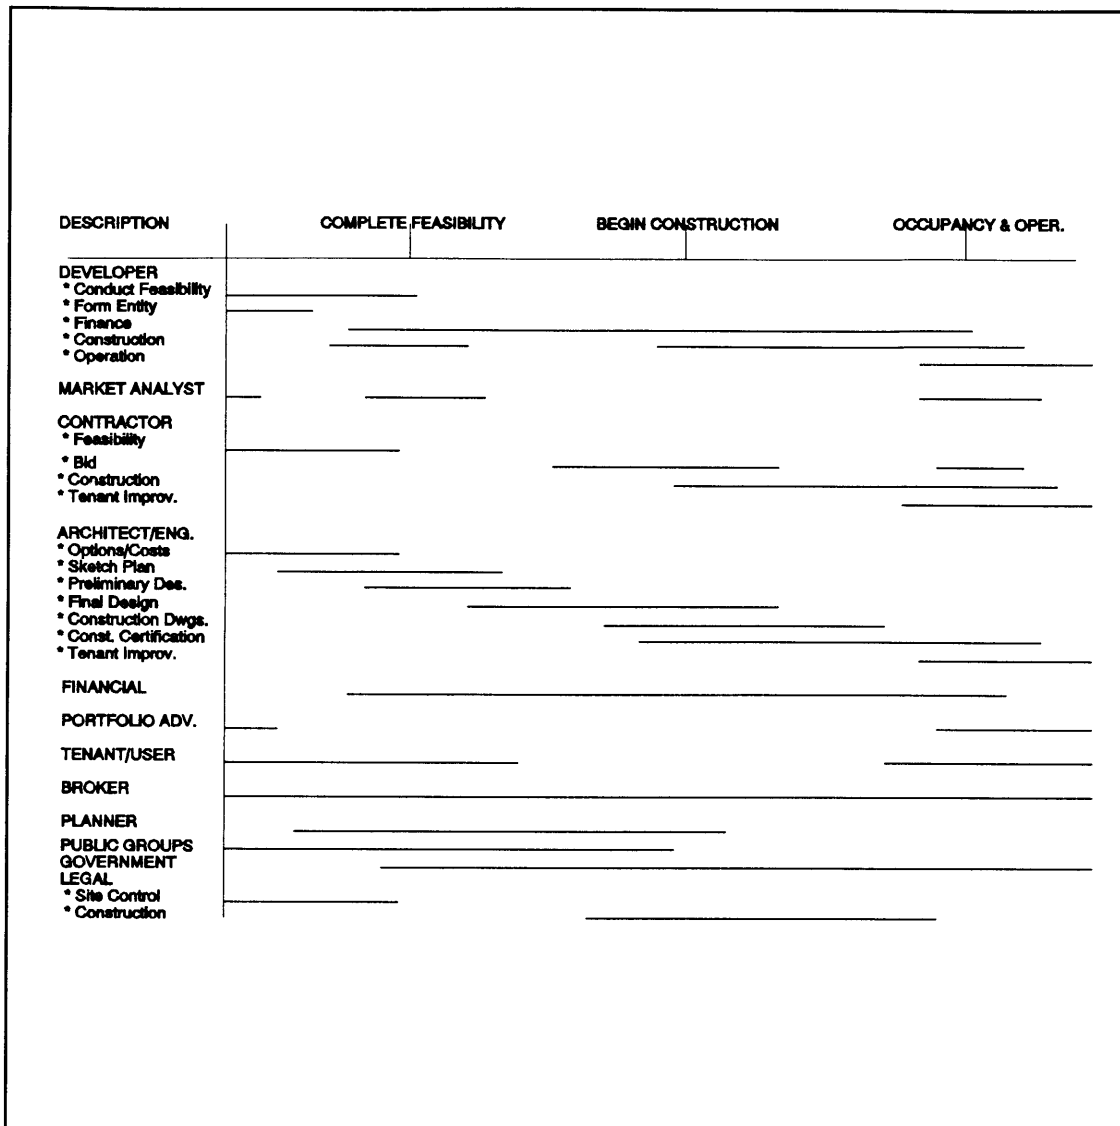 DESCRIPTION COMPLETE FEASIBILITY BEGIN CONSTRUCTION OCCUPANCY & OPER.
DEVELOPER
* Conduct Feasibility
* Form Entity
* Finance
* Construction
* Operation
MARKET ANALYST
CONTRACTOR
* Feasibility
* Bid
* Construction
* Tenant Improv.
ARCHITECT/ENG.
* Options/Costs
* Sketch Plan
* Preliminary Des.
* Final Design
* Construction Dwgs.
* Const. Certification
* Tenant Improv.
FINANCIAL
PORTFOLIO ADV.
TENANT/USER
BROKER
PLANNER
PUBLIC GROUPS
GOVERNMENT
LEGAL
* Site Control
* Construction